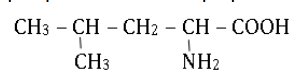 CH₃ – CH – CH₂ – CH – COOH
CH₃ NH₂